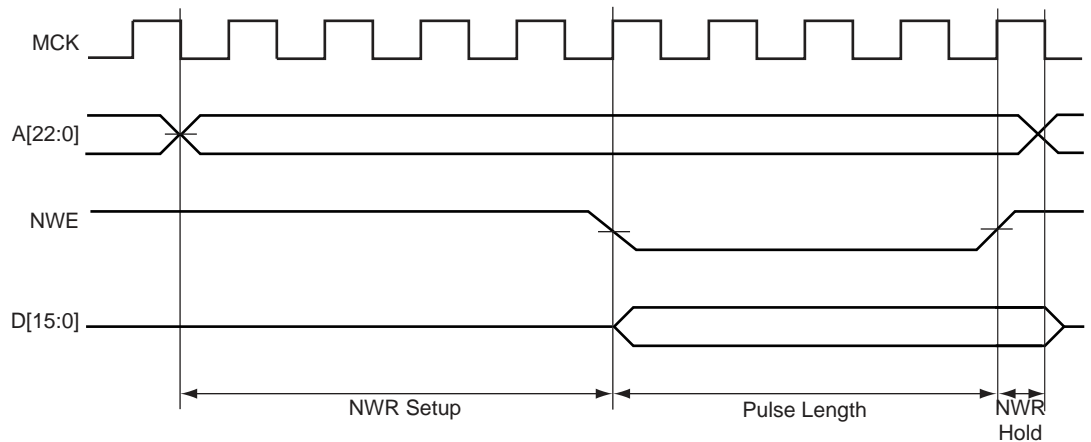 MCK
A[22:0]
NWE
D[15:0]
NWR Setup
Pulse Length
NWR
Hold